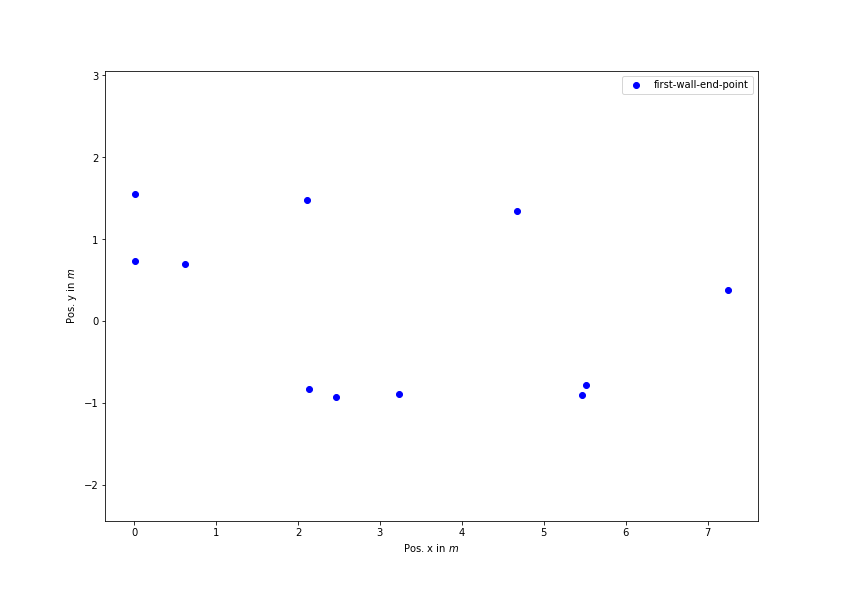 first-wall-end-point
3
2
1
0
−1
−2
Pos. y in m
0 1 2 3 4 5 6 7
Pos. x in m